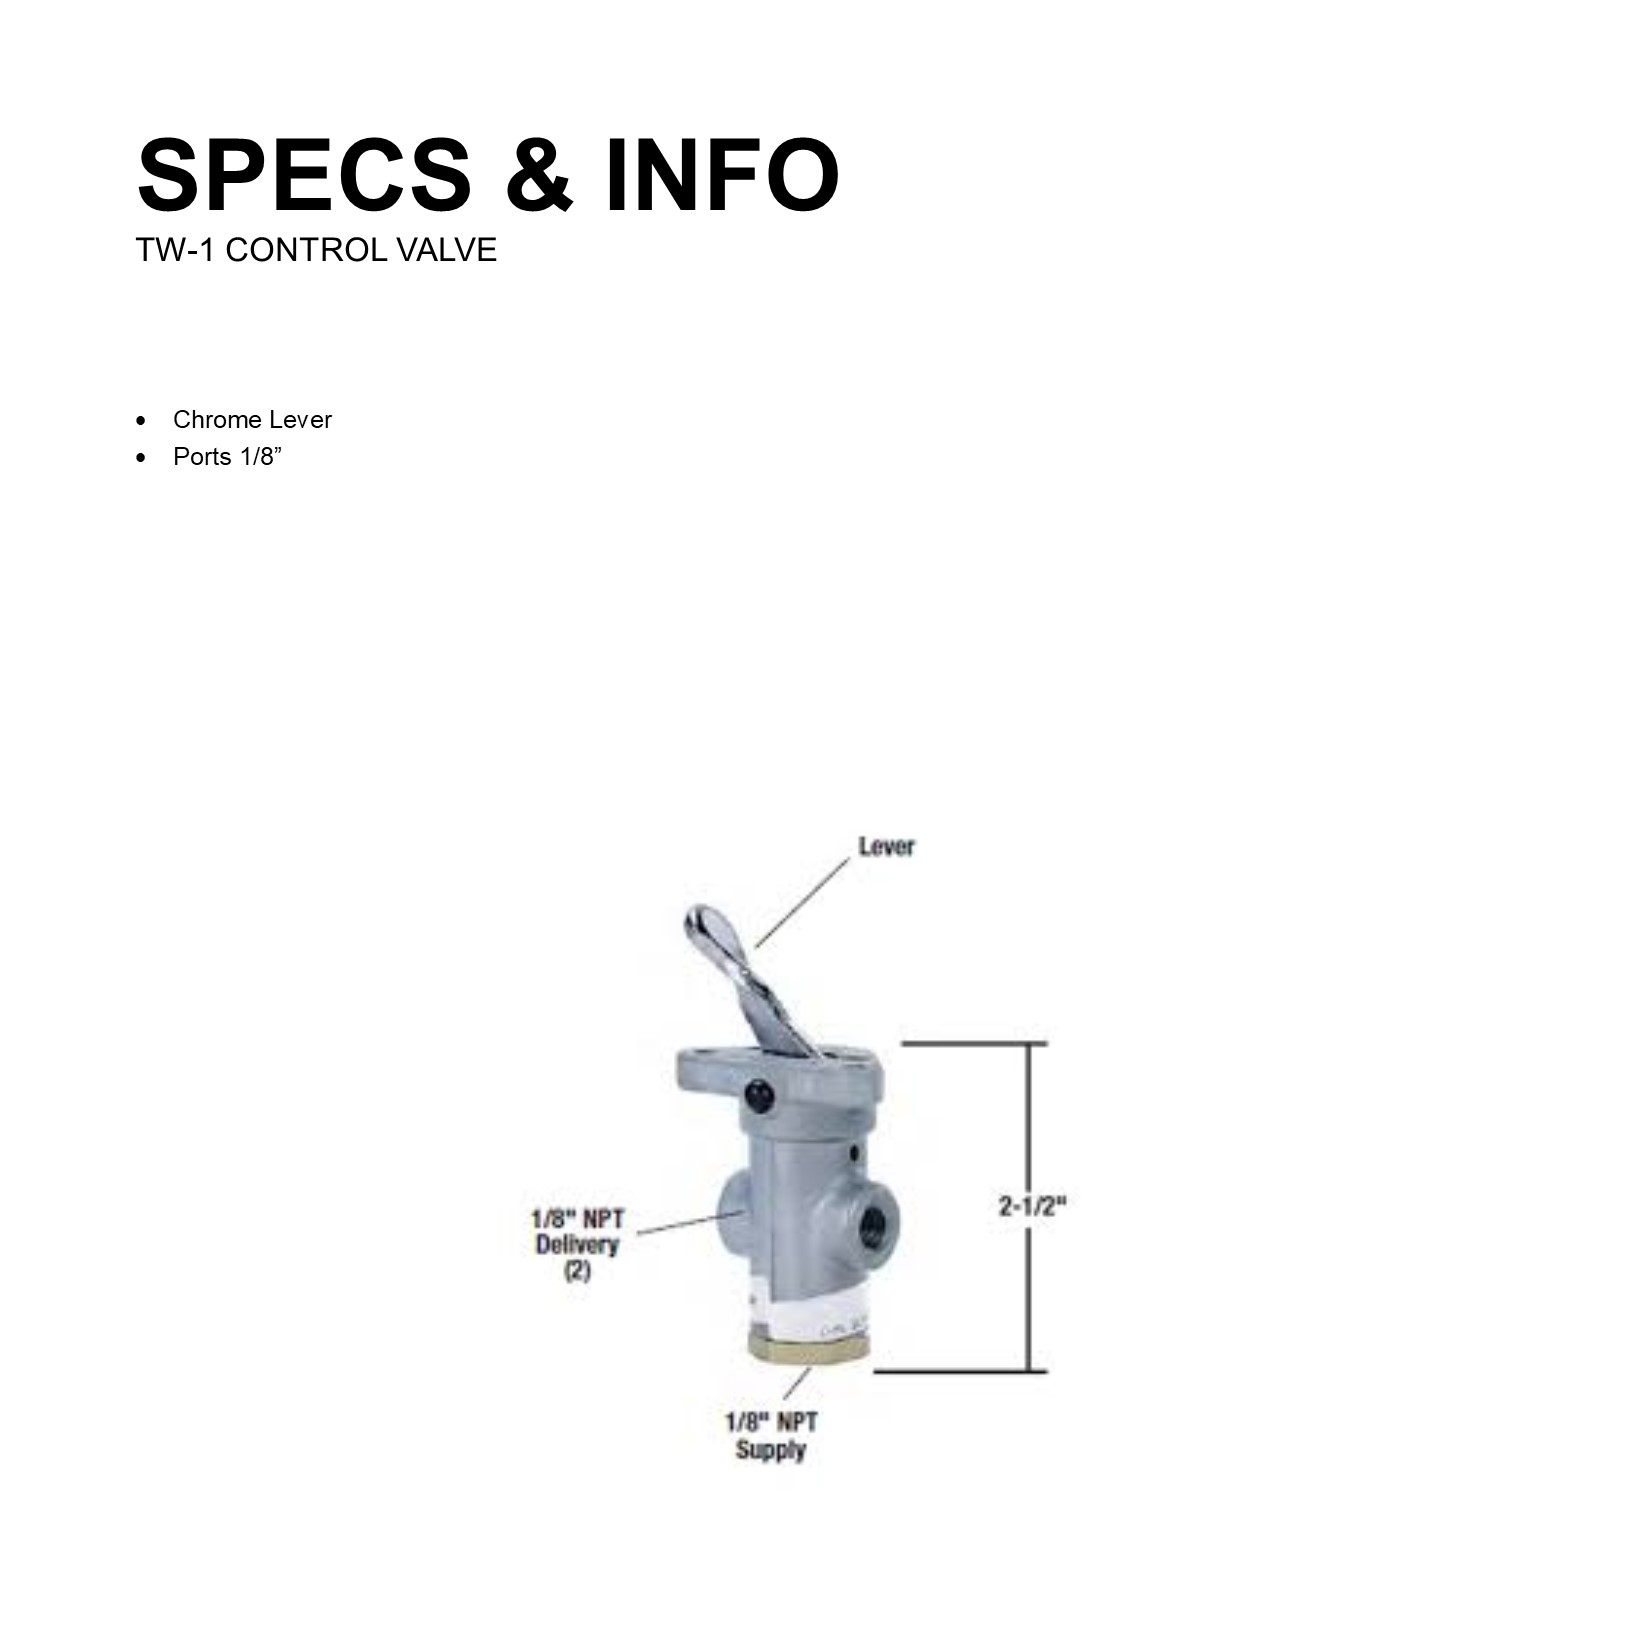 SPECS & INFO
TW-1 CONTROL VALVE
• Chrome Lever
• Ports 1/8”
Lever
2-1/2"
1/8" NPT
Delivery
(2)
1/8" NPT
Supply